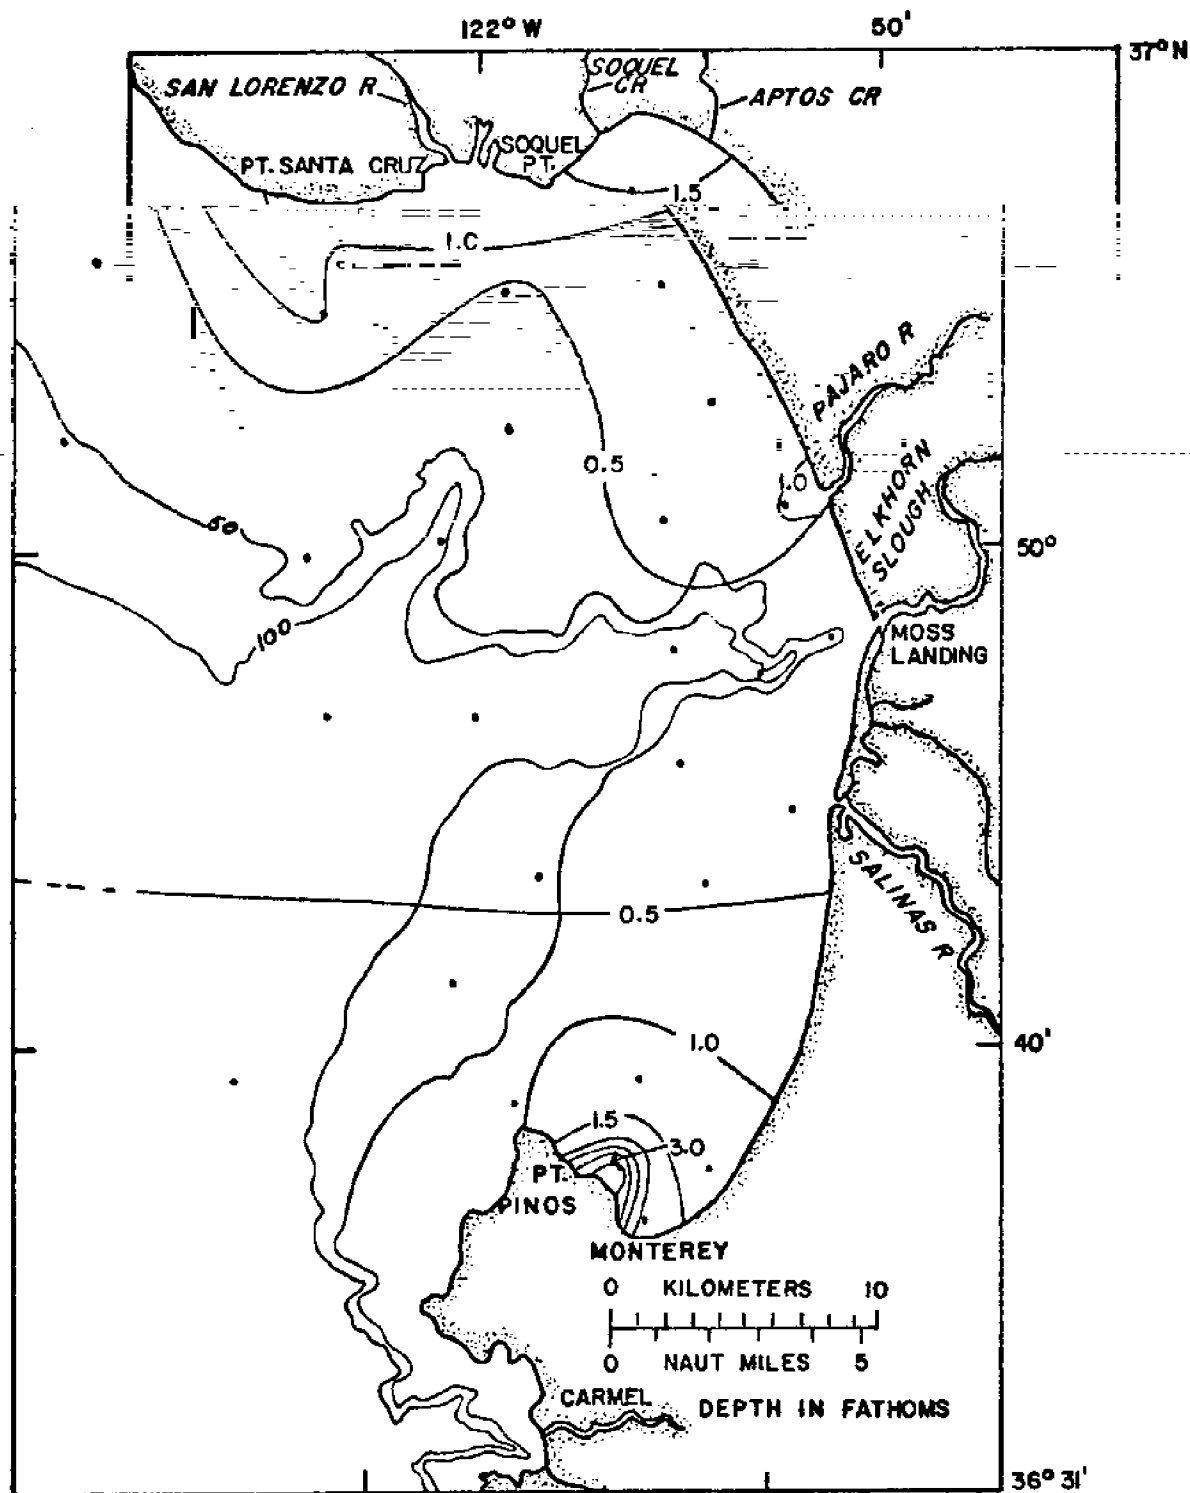 122° W
50'
37° N
SAN LORENZO R
SOQUEL
CR
APTOS CR
PT. SANTA CRUZ
SOQUEL
PT.
1.5
1.0
PAJARO R
0.5
1.0
ELKHORN
SLOUGH
50
50°
100
MOSS
LANDING
SALINAS R
0.5
1.0
40'
1.5
3.0
PT.
PINOS
MONTEREY
0 KILOMETERS 10
0 NAUT MILES 5
CARMEL
DEPTH IN FATHOMS
36° 31'